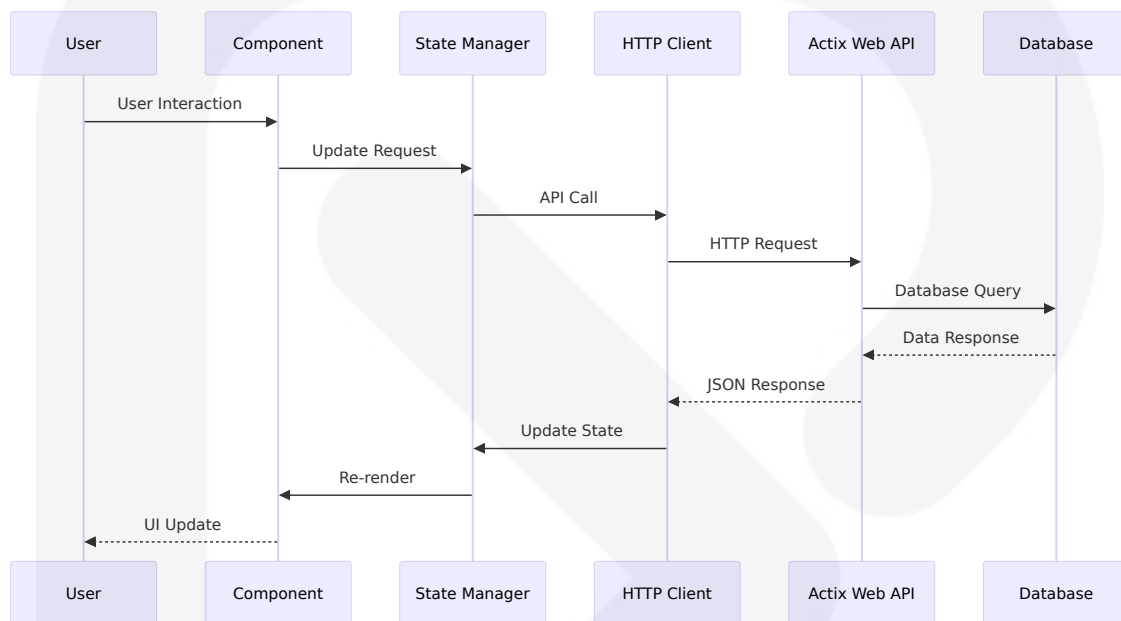 User Component State Manager HTTP Client Actix Web API Database
User Interaction
Update Request
API Call
HTTP Request
Database Query
Data Response
JSON Response
Update State
Re-render
UI Update
User Component State Manager HTTP Client Actix Web API Database